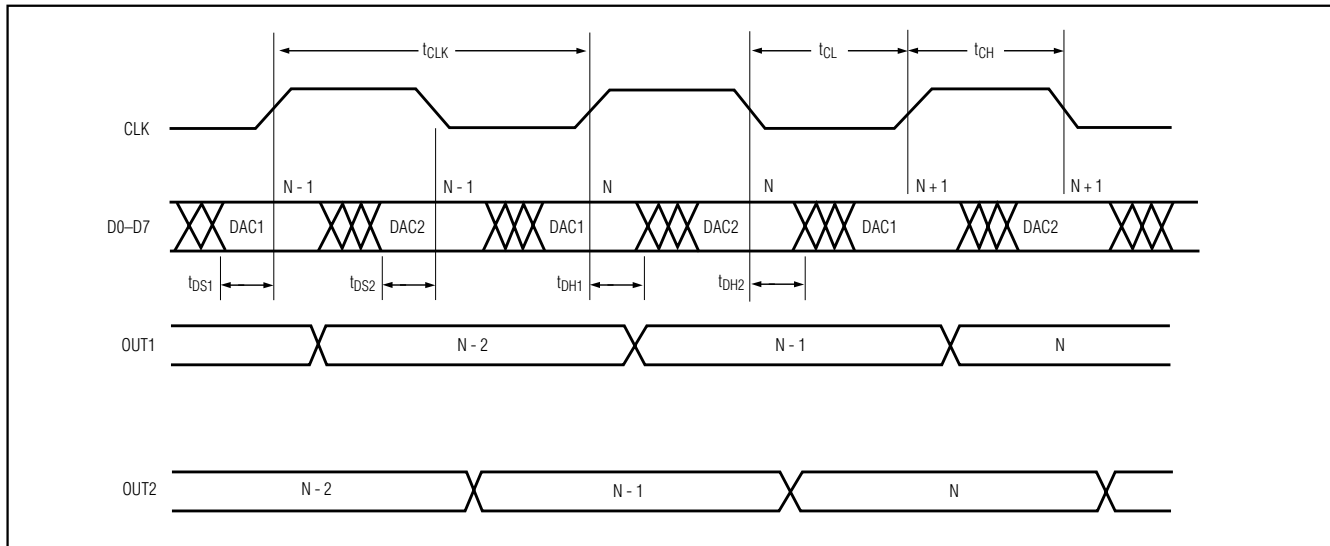 tCLK tCL tCH
CLK
N - 1 N - 1 N N N + 1 N + 1
D0–D7 DAC1 DAC2 DAC1 DAC2 DAC1 DAC2
tDS1 tDS2 tDH1 tDH2
OUT1 N - 2 N - 1 N
OUT2 N - 2 N - 1 N